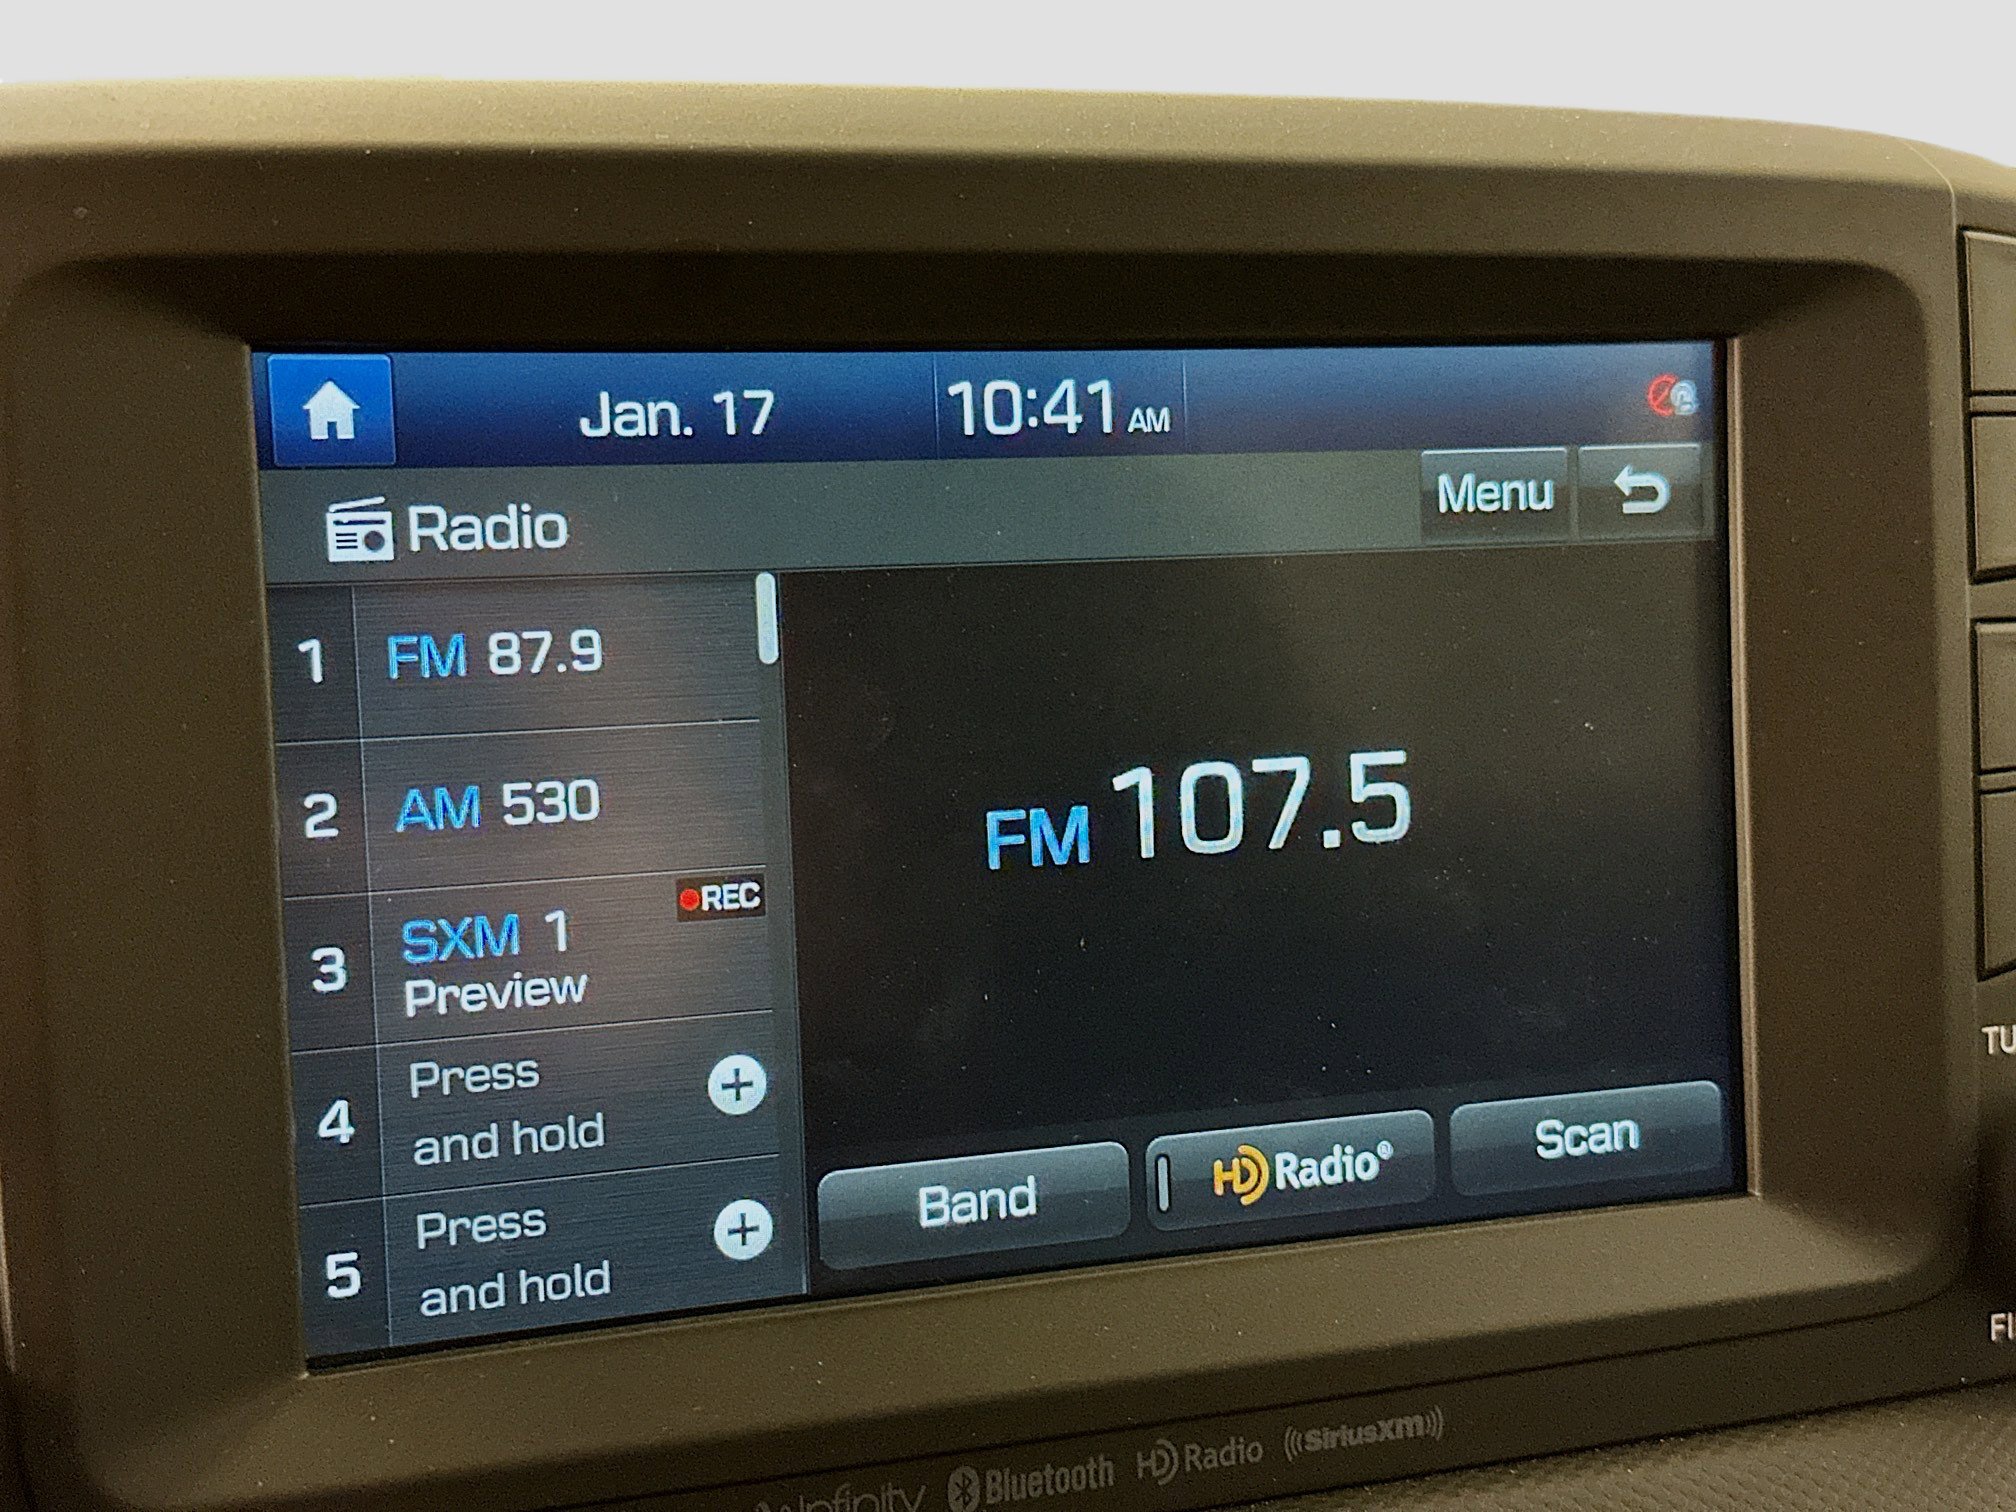 Jan. 17 10:41 AM
Radio Menu
1 FM 87.9
2 AM 530
REC
3 SXM 1
Preview
4 Press
and hold
5 Press
and hold
FM 107.5
Band HD Radio® Scan
TU
Infinity Bluetooth HD Radio ((SiriusXM))